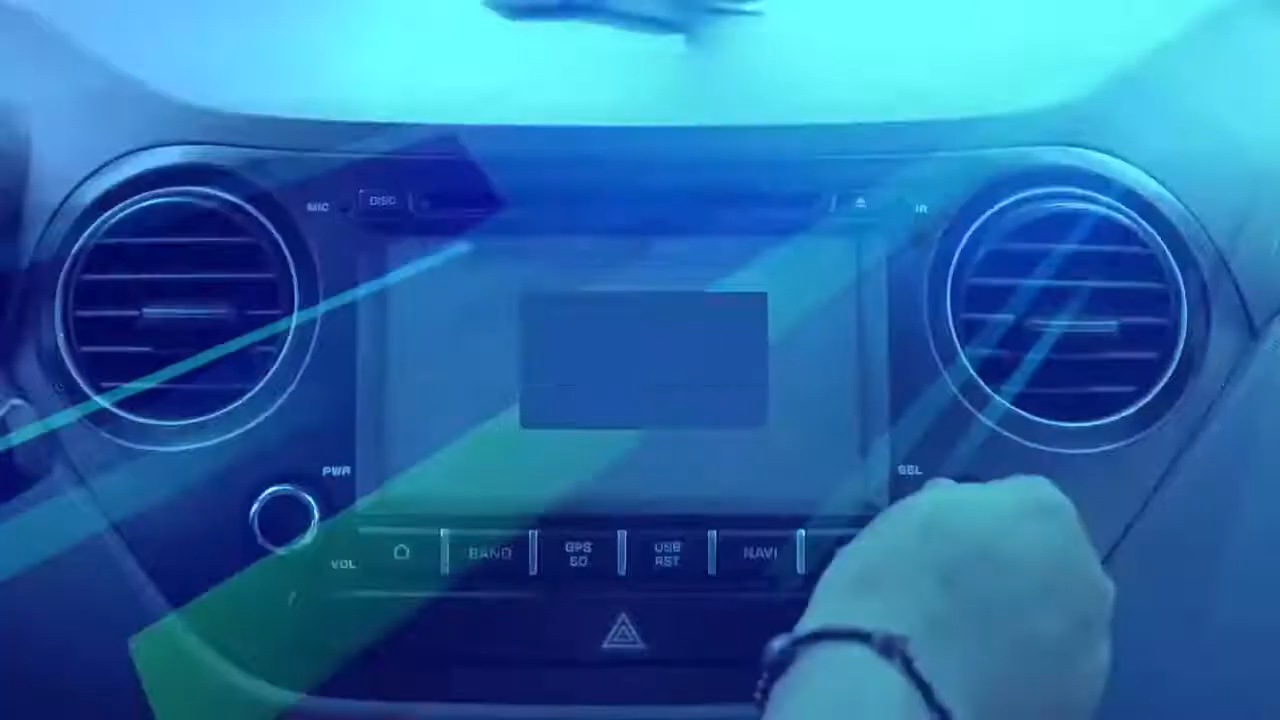 MIC
DISC
IR
PWR
SEL
VOL
BAND
GPS
SD
USB
RST
NAVI